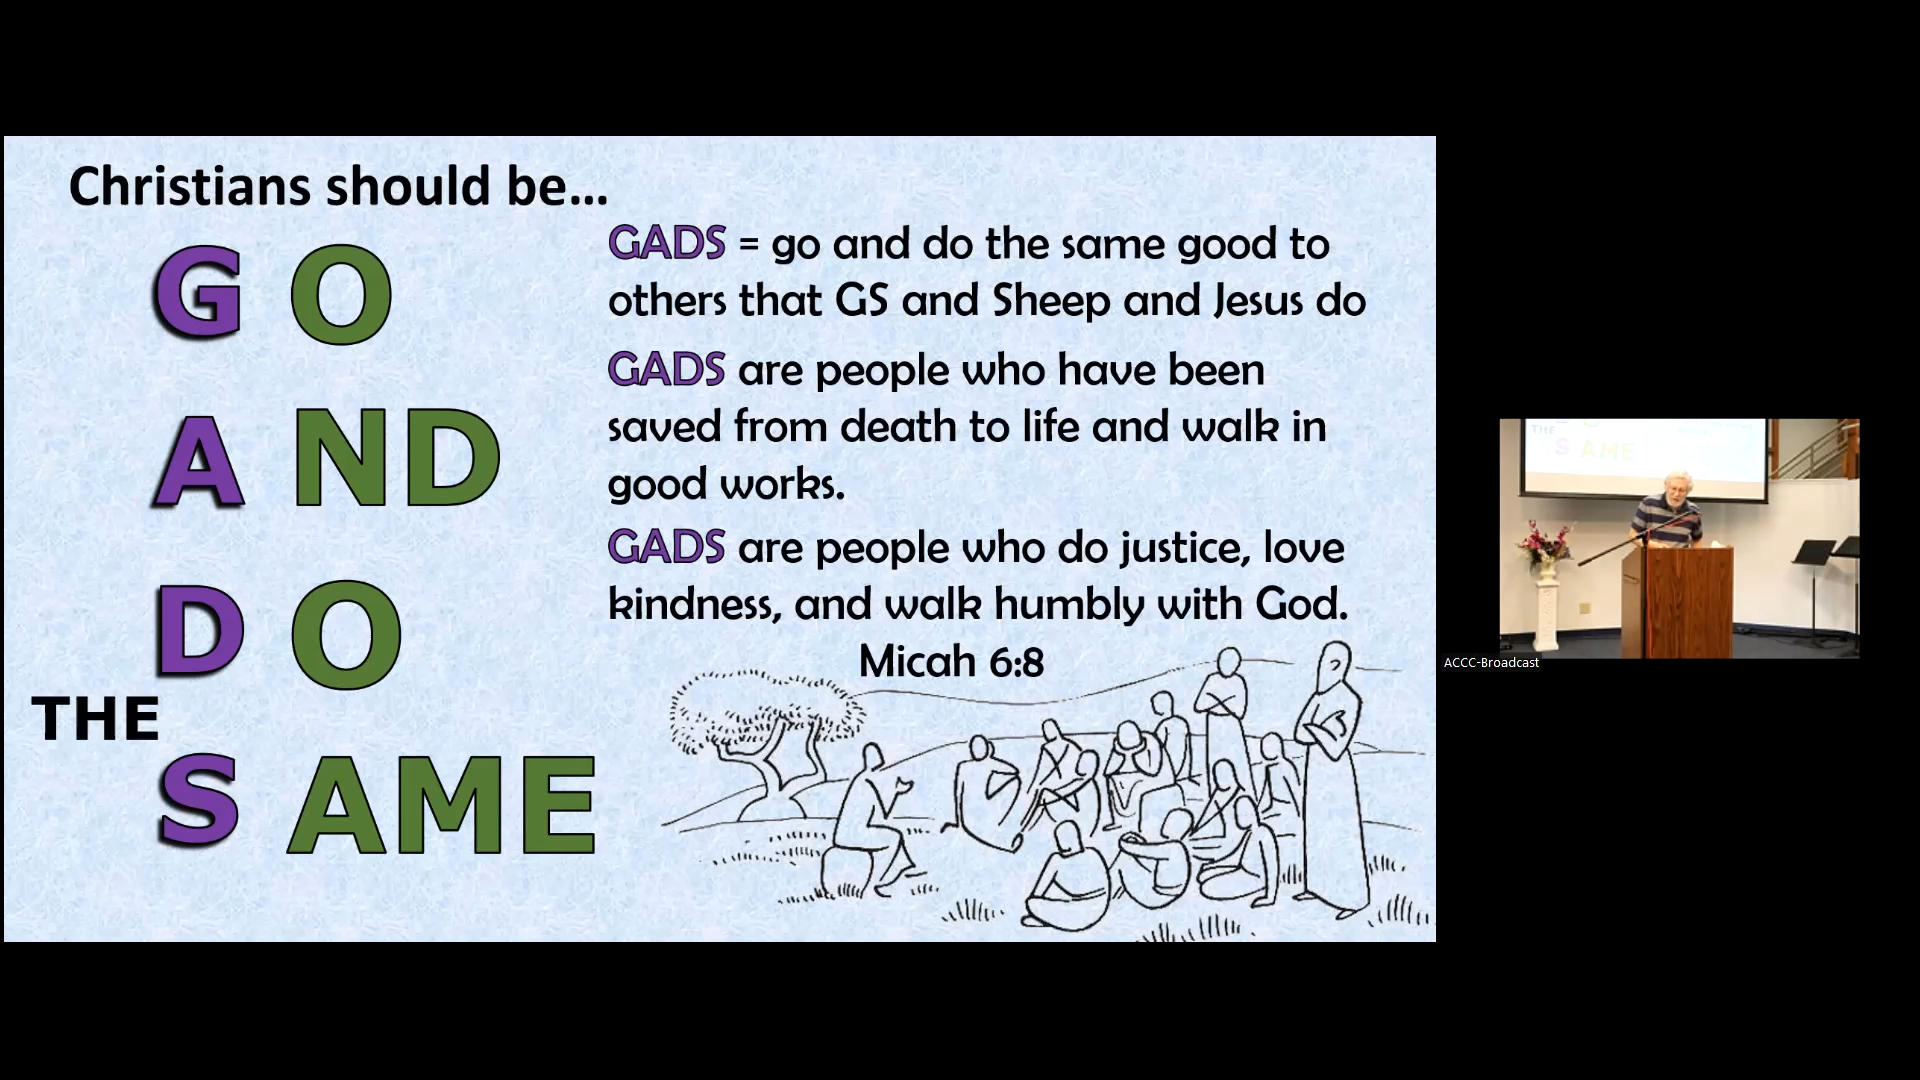 Christians should be...
G O
A ND
D O
THE
S AME
GADS = go and do the same good to
others that GS and Sheep and Jesus do
GADS are people who have been
saved from death to life and walk in
good works.
GADS are people who do justice, love
kindness, and walk humbly with God.
Micah 6:8
THE
S AME
ACCC-Broadcast